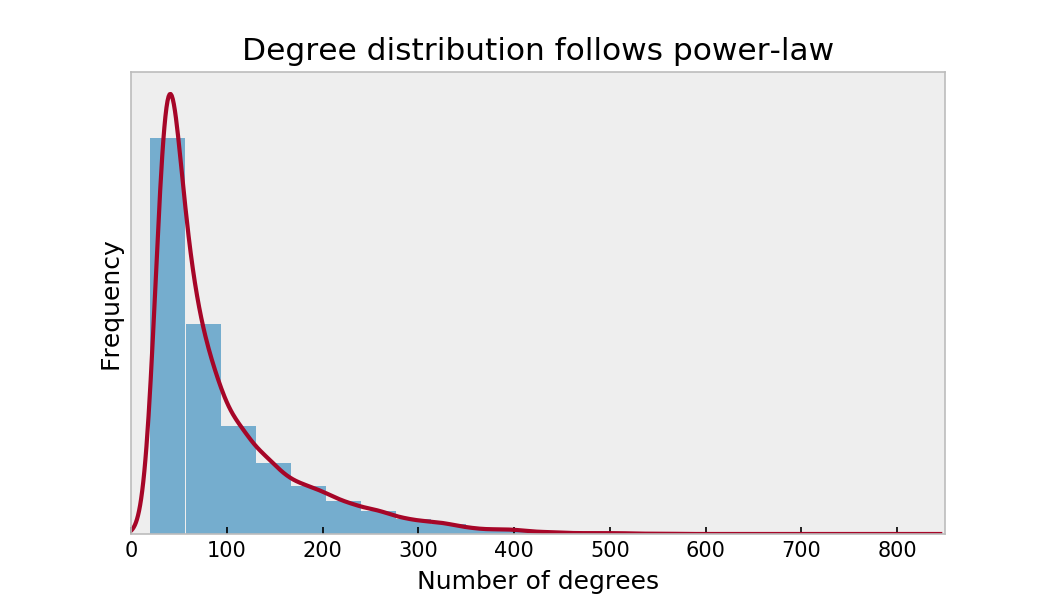 Degree distribution follows power-law
Frequency
0 100 200 300 400 500 600 700 800
Number of degrees